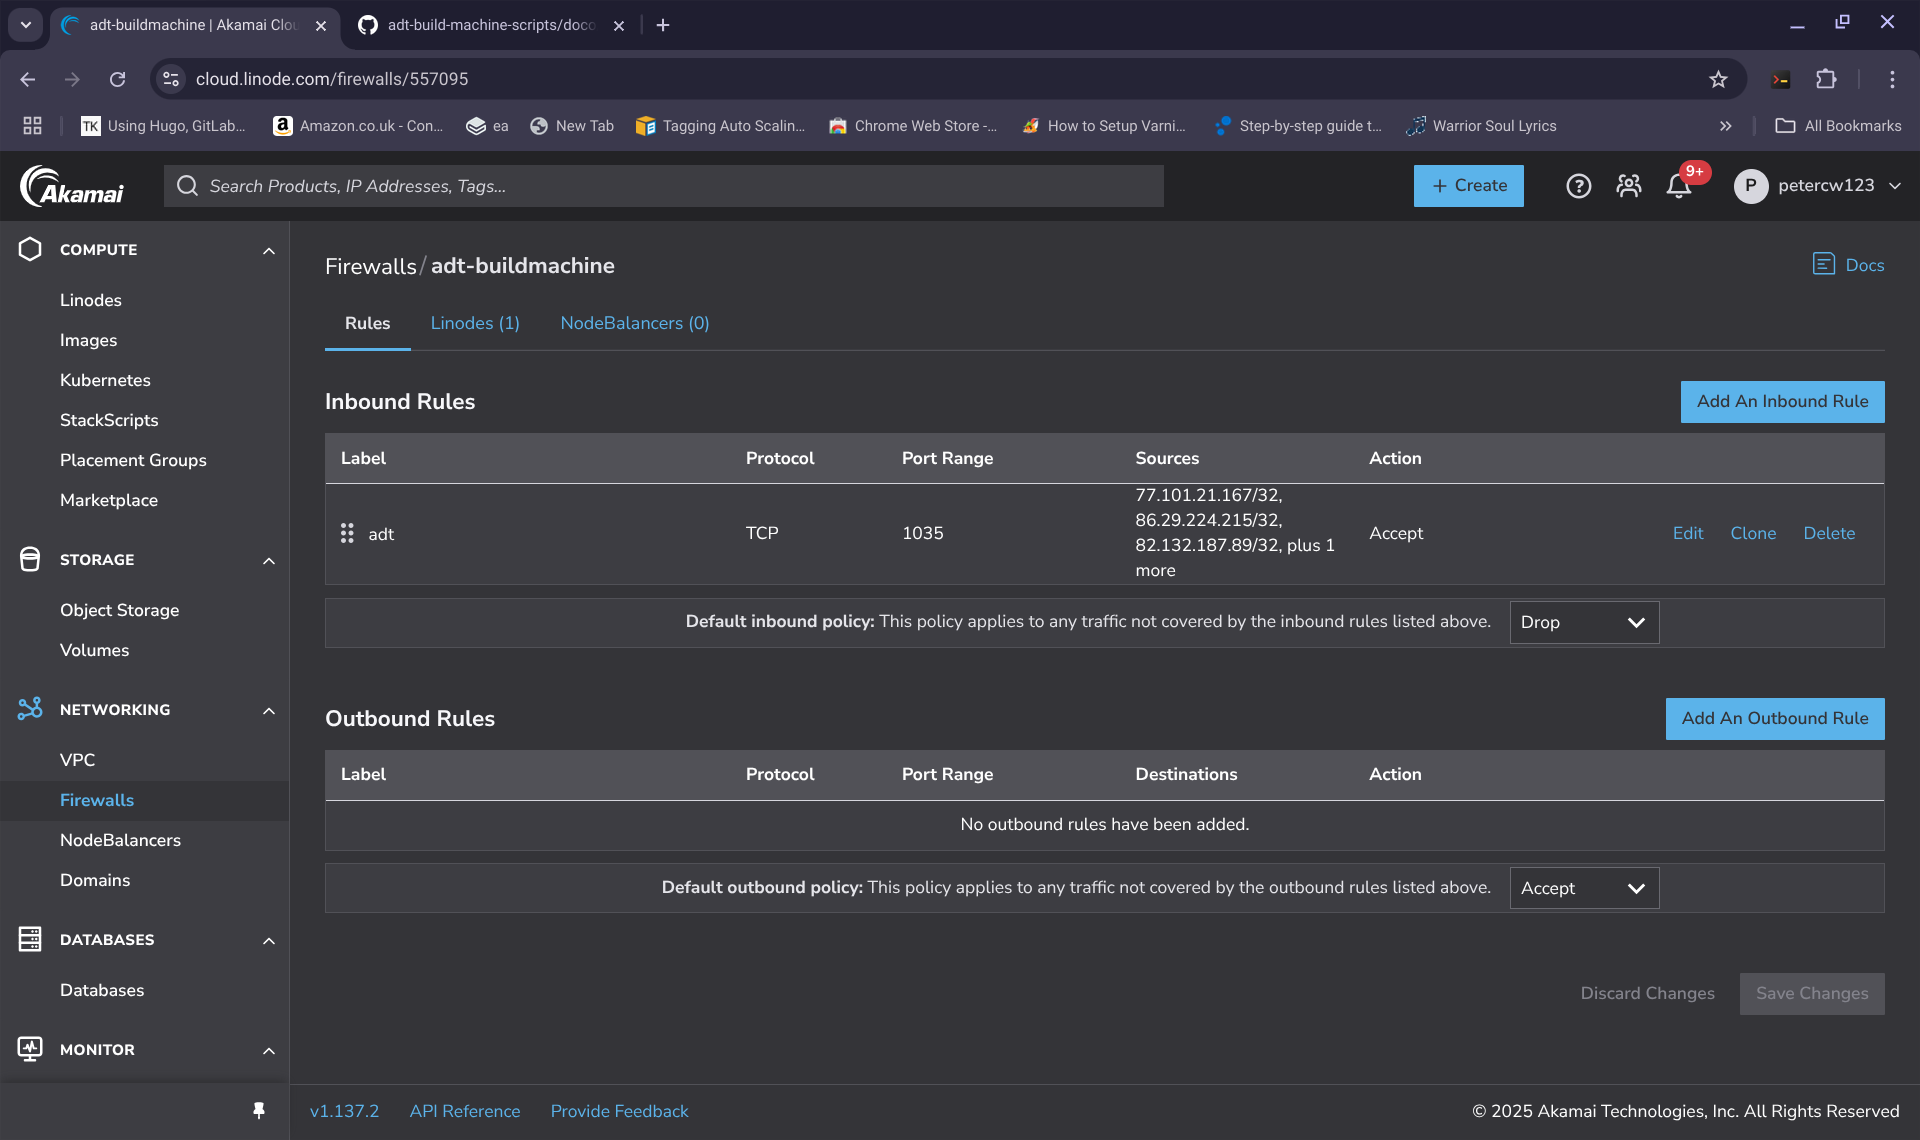 adt-buildmachine | Akamai Clou
adt-build-machine-scripts/doco
cloud.linode.com/firewalls/557095
TK Using Hugo, GitLab...
Amazon.co.uk - Con...
ea
New Tab
Tagging Auto Scalin...
Chrome Web Store -...
How to Setup Varni...
Step-by-step guide t...
Warrior Soul Lyrics
All Bookmarks
Akamai
Search Products, IP Addresses, Tags...
+ Create
9+
P petercw123
COMPUTE
Linodes
Images
Kubernetes
StackScripts
Placement Groups
Marketplace
STORAGE
Object Storage
Volumes
NETWORKING
VPC
Firewalls
NodeBalancers
Domains
DATABASES
Databases
MONITOR
Firewalls / adt-buildmachine
Docs
Rules Linodes (1) NodeBalancers (0)
Inbound Rules
Add An Inbound Rule
Label Protocol Port Range Sources Action
adt TCP 1035
77.101.21.167/32,
86.29.224.215/32,
82.132.187.89/32, plus 1
more
Accept Edit Clone Delete
Default inbound policy: This policy applies to any traffic not covered by the inbound rules listed above. Drop
Outbound Rules
Add An Outbound Rule
Label Protocol Port Range Destinations Action
No outbound rules have been added.
Default outbound policy: This policy applies to any traffic not covered by the outbound rules listed above. Accept
Discard Changes Save Changes
v1.137.2 API Reference Provide Feedback
© 2025 Akamai Technologies, Inc. All Rights Reserved